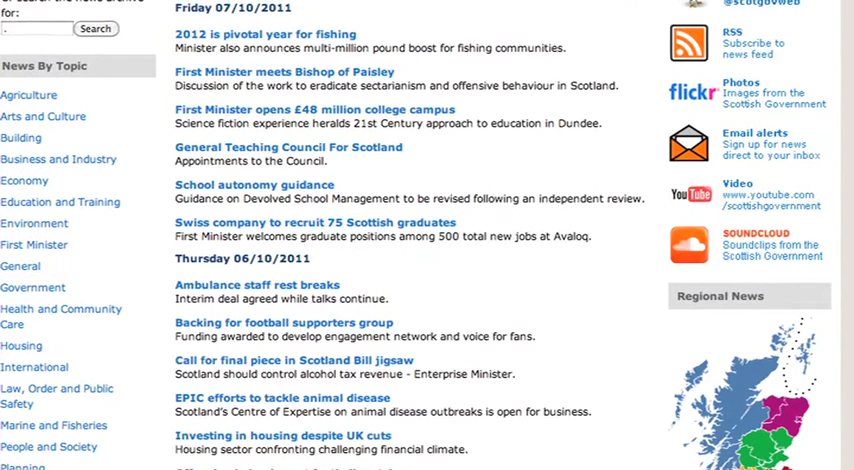 for:
Search
News By Topic
Agriculture
Arts and Culture
Building
Business and Industry
Economy
Education and Training
Environment
First Minister
General
Government
Health and Community
Care
Housing
International
Law, Order and Public
Safety
Marine and Fisheries
People and Society
Planning
Friday 07/10/2011
2012 is pivotal year for fishing
Minister also announces multi-million pound boost for fishing communities.
First Minister meets Bishop of Paisley
Discussion of the work to eradicate sectarianism and offensive behaviour in Scotland.
First Minister opens £48 million college campus
Science fiction experience heralds 21st Century approach to education in Dundee.
General Teaching Council For Scotland
Appointments to the Council.
School autonomy guidance
Guidance on Devolved School Management to be revised following an independent review.
Swiss company to recruit 75 Scottish graduates
First Minister welcomes graduate positions among 500 total new jobs at Avaloq.
Thursday 06/10/2011
Ambulance staff rest breaks
Interim deal agreed while talks continue.
Backing for football supporters group
Funding awarded to develop engagement network and voice for fans.
Call for final piece in Scotland Bill jigsaw
Scotland should control alcohol tax revenue - Enterprise Minister.
EPIC efforts to tackle animal disease
Scotland's Centre of Expertise on animal disease outbreaks is open for business.
Investing in housing despite UK cuts
Housing sector confronting challenging financial climate.
@scotgovweb
RSS
Subscribe to
news feed
flickr
Photos
Images from the
Scottish Government
Email alerts
Sign up for news
direct to your inbox
YouTube
Video
www.youtube.com
/scottishgovernment
SOUNDCLOUD
Soundclips from the
Scottish Government
Regional News